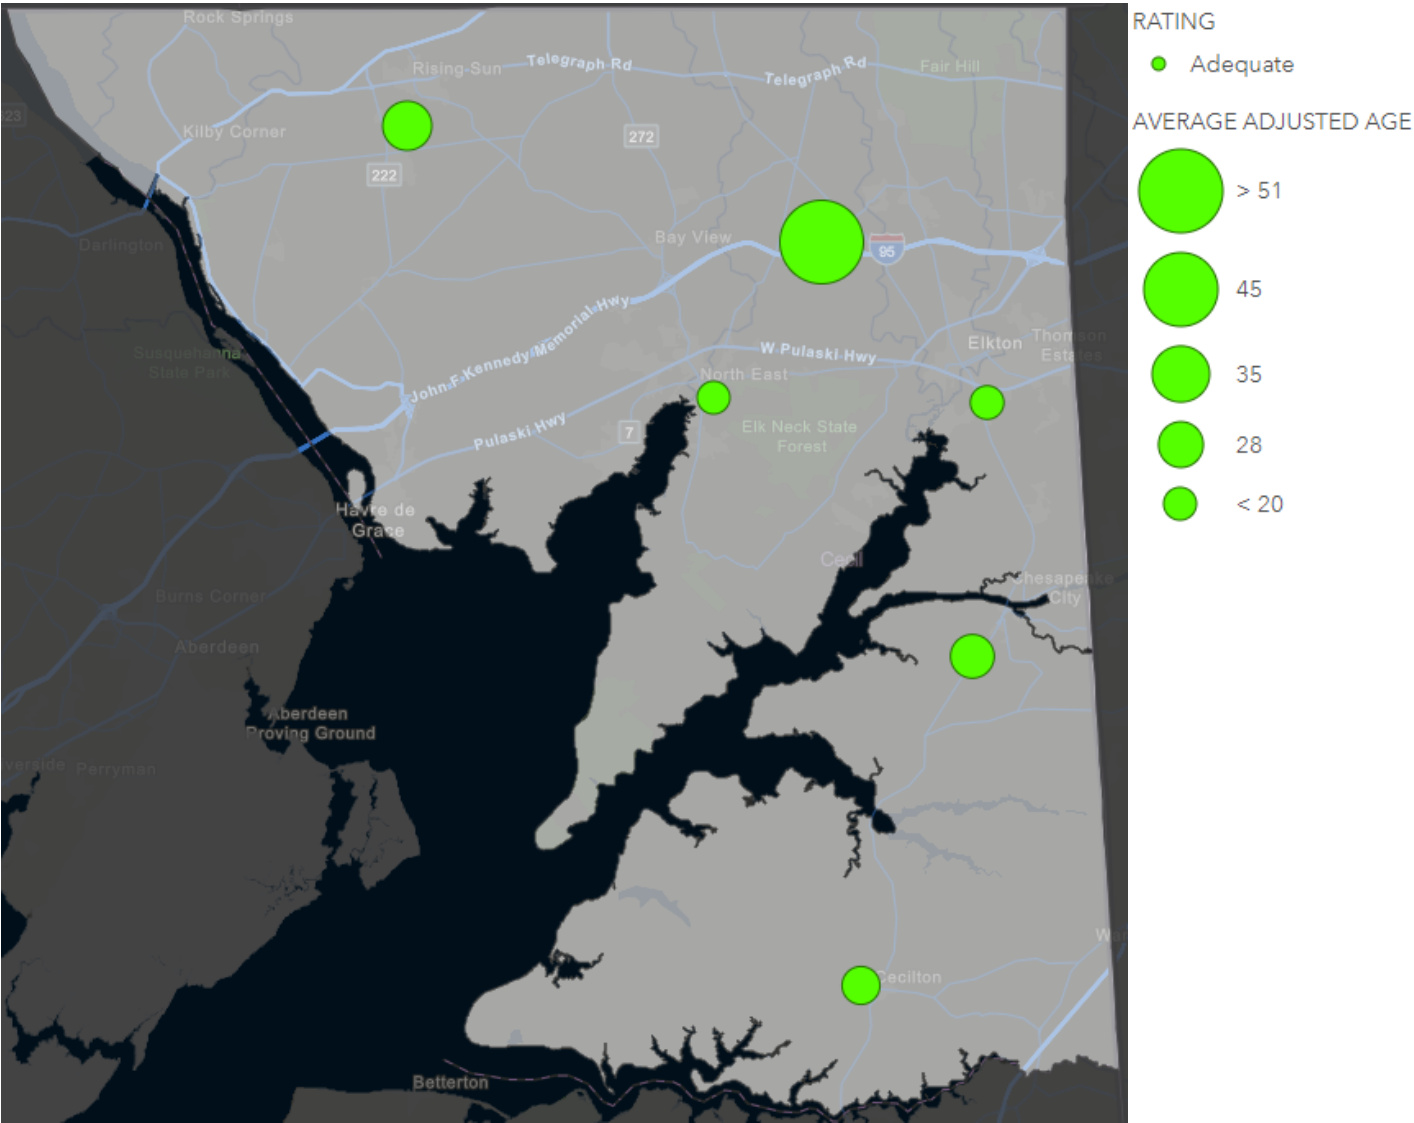 Rock Springs
Rising Sun
Telegraph Rd
Telegraph Rd
Fair Hill
Kilby Corner
272
222
Darlington
Bay View
95
Susquehanna
State Park
John F Kennedy Memorial Hwy
W Pulaski Hwy
Elkton
Thomson
Estates
North East
Pulaski Hwy
7
Elk Neck State
Forest
Havre de
Grace
Cecil
Chesapeake
City
Burns Corner
Aberdeen
Aberdeen
Proving Ground
Perryman
Cecilton
Betterton
RATING
Adequate
AVERAGE ADJUSTED AGE
> 51
45
35
28
< 20